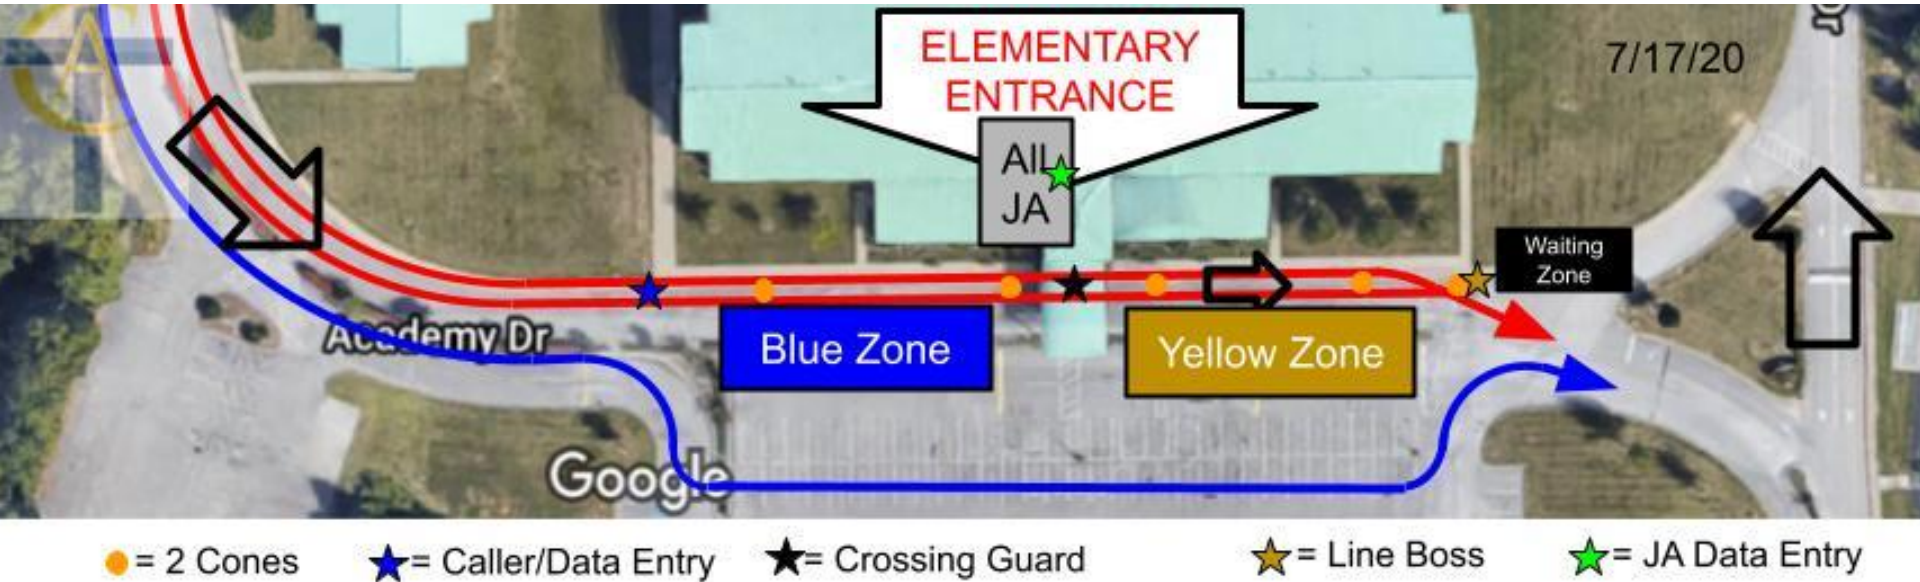 ELEMENTARY
ENTRANCE
7/17/20
Dr
All
JA
Waiting
Zone
Academy Dr
Blue Zone
Yellow Zone
Google
= 2 Cones
= Caller/Data Entry
= Crossing Guard
= Line Boss
= JA Data Entry